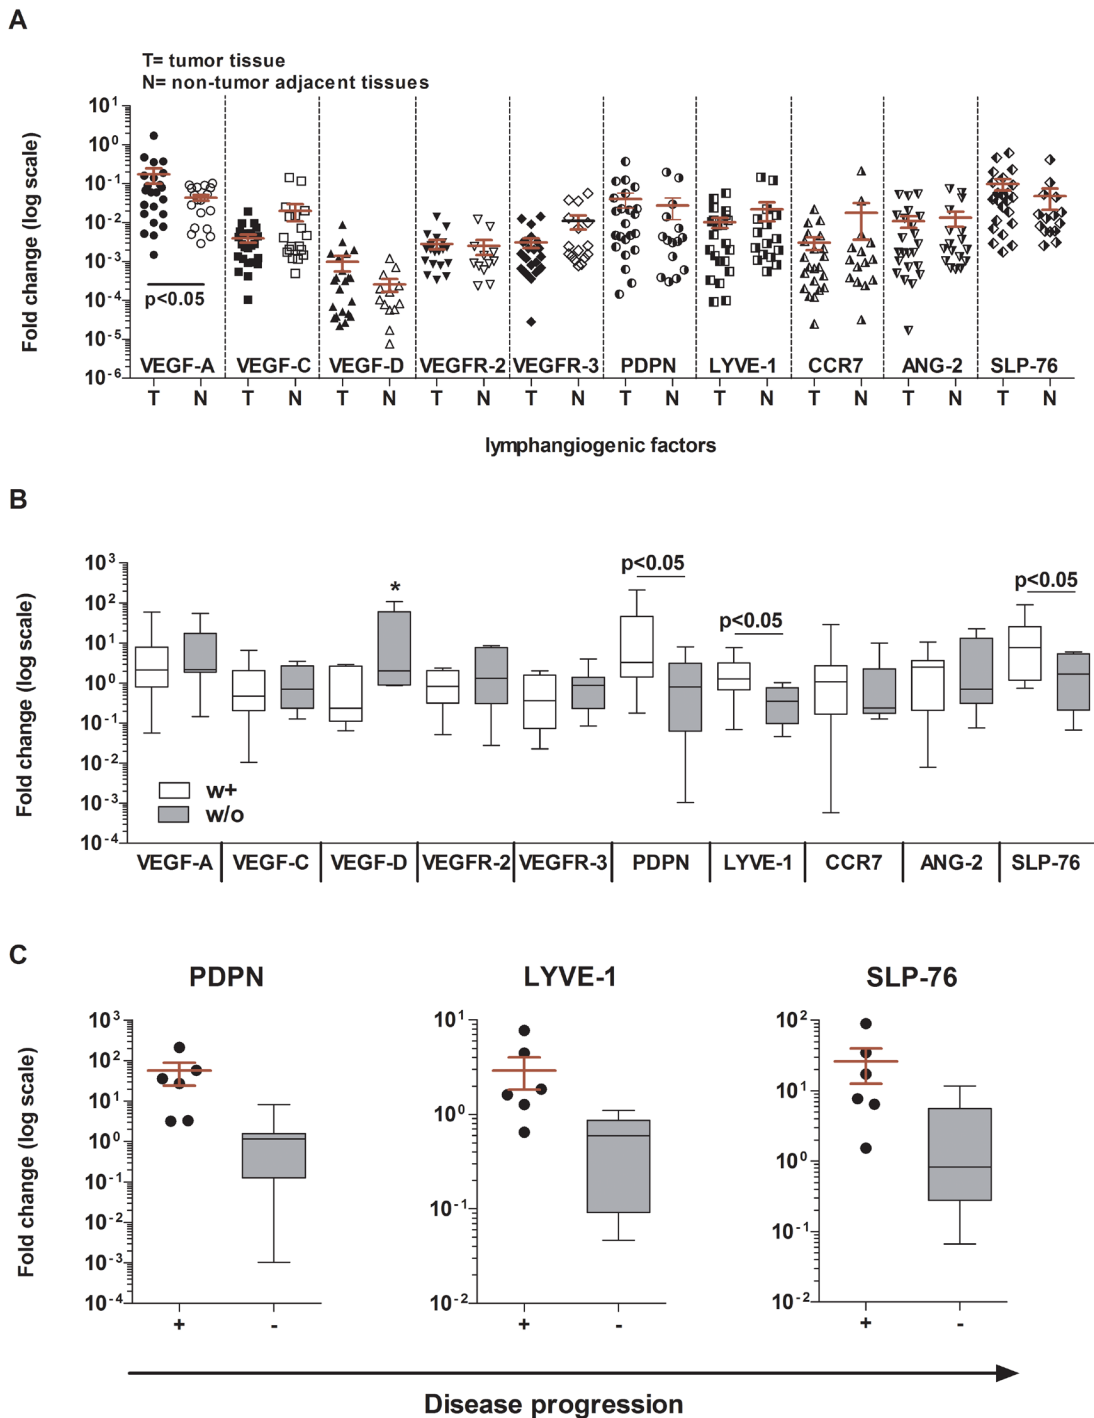 A
T= tumor tissue
N= non-tumor adjacent tissues
Fold change (log scale)
10¹
10⁰
10⁻¹
10⁻²
10⁻³
10⁻⁴
10⁻⁵
10⁻⁶
p<0.05
VEGF-A VEGF-C VEGF-D VEGFR-2 VEGFR-3 PDPN LYVE-1 CCR7 ANG-2 SLP-76
T N T N T N T N T N T N T N T N T N T N
lymphangiogenic factors
B
Fold change (log scale)
10³
10²
10¹
10⁰
10⁻¹
10⁻²
10⁻³
10⁻⁴
*
p<0.05
p<0.05
p<0.05
w+
w/o
VEGF-A VEGF-C VEGF-D VEGFR-2 VEGFR-3 PDPN LYVE-1 CCR7 ANG-2 SLP-76
C
Fold change (log scale)
PDPN
10³
10²
10¹
10⁰
10⁻¹
10⁻²
10⁻³
10⁻⁴
+ -
LYVE-1
10¹
10⁰
10⁻¹
10⁻²
+ -
SLP-76
10²
10¹
10⁰
10⁻¹
10⁻²
+ -
Disease progression